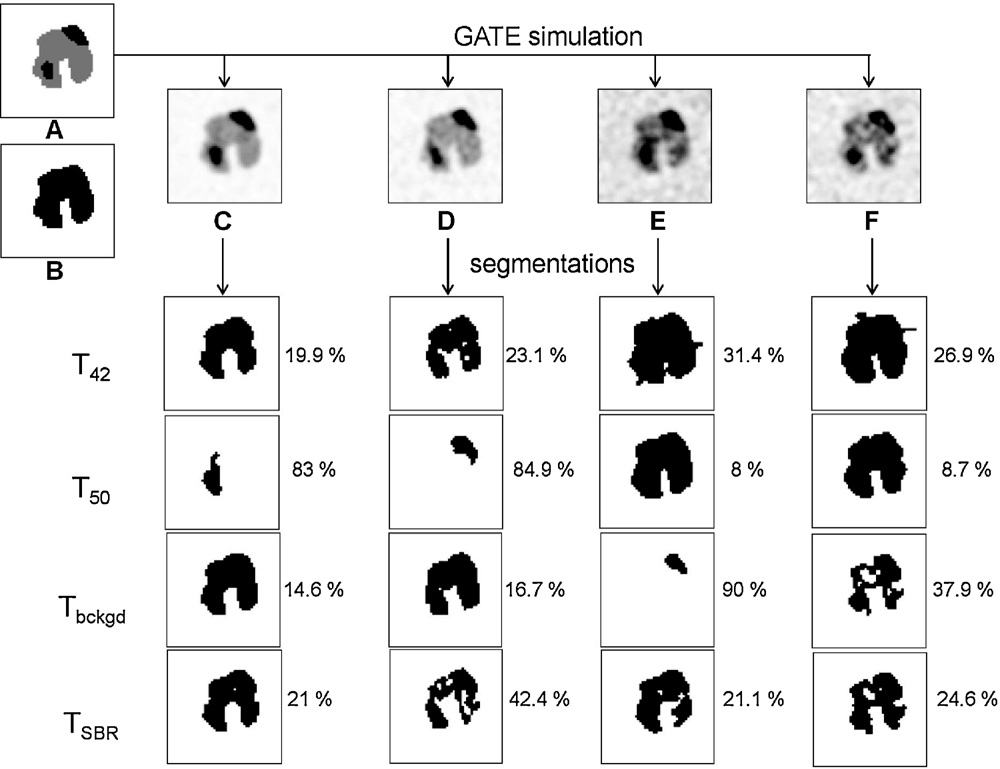 GATE simulation
A
B
C D E F
segmentations
T42 19.9 % 23.1 % 31.4 % 26.9 %
T50 83 % 84.9 % 8 % 8.7 %
Tbckgd 14.6 % 16.7 % 90 % 37.9 %
TSBR 21 % 42.4 % 21.1 % 24.6 %